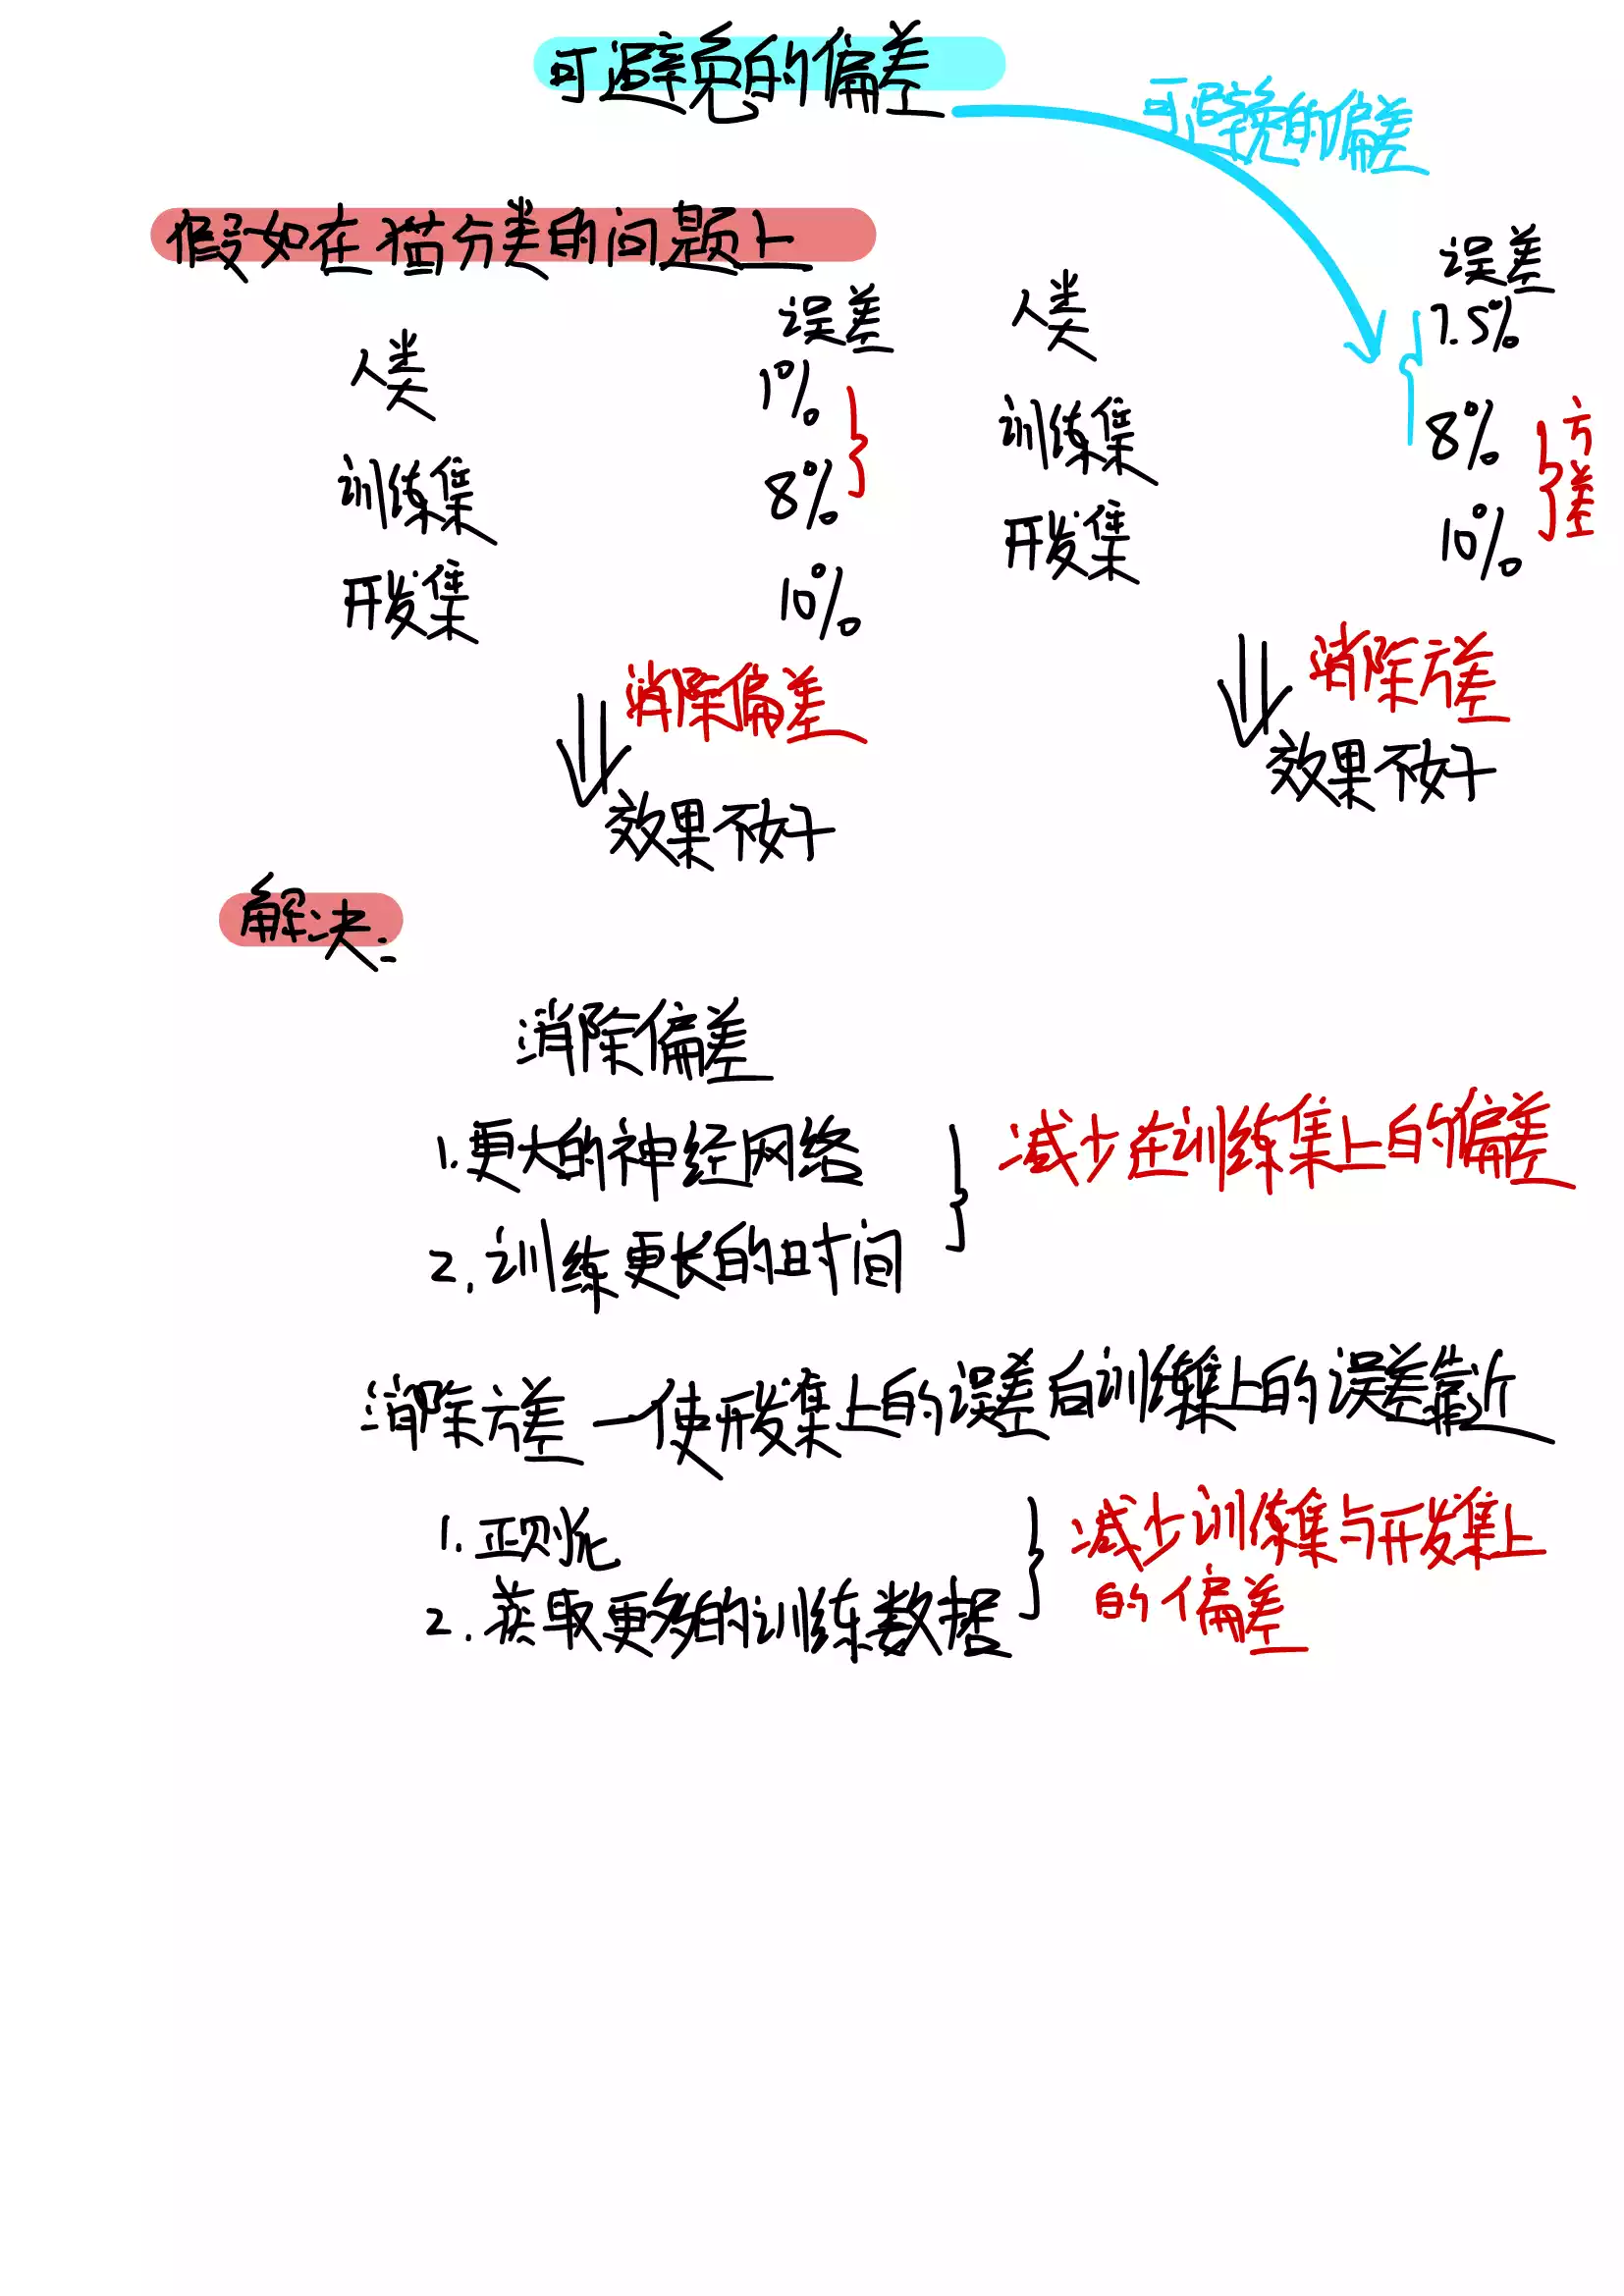 可避免的偏差
可避免的偏差
假如在猫分类的问题上
误差
人类 1%
训练集 8%
开发集 10%
消除偏差
效果不好
误差
人类 7.5%
训练集 8%
开发集 10%
方差
消除方差
效果不好
解决:
消除偏差
1. 更大的神经网络
2. 训练更长的时间
减少在训练集上的偏差
消除方差—使开发集上的误差向训练集上的误差靠近
1. 正则化
2. 获取更多的训练数据
减少训练集与开发集上
的偏差